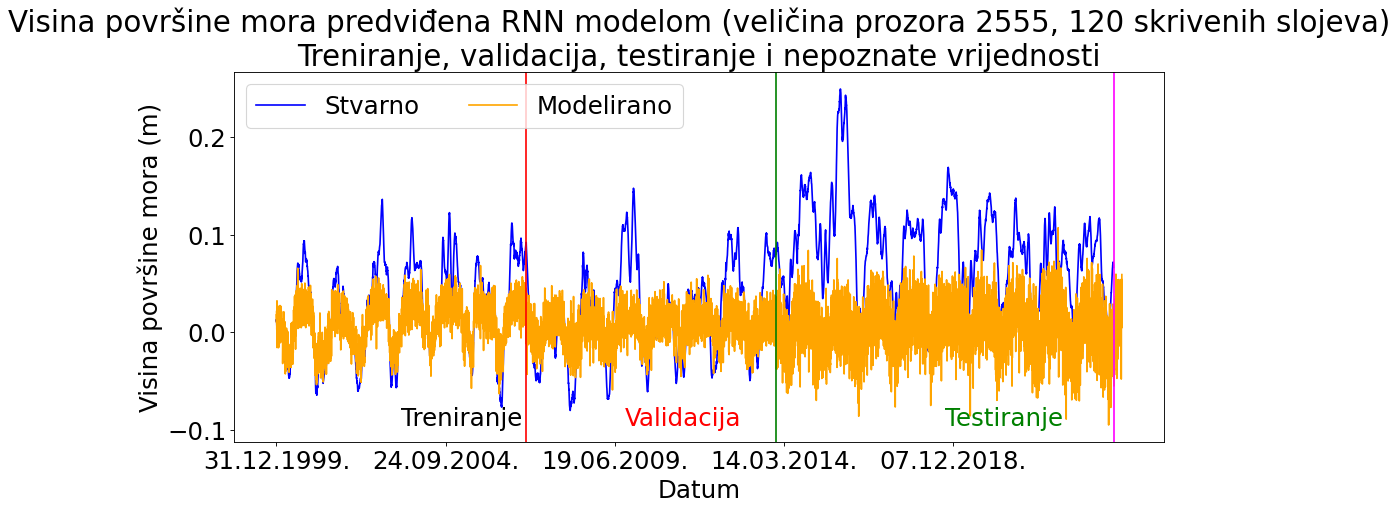 Visina površine mora predviđena RNN modelom (veličina prozora 2555, 120 skrivenih slojeva)
Treniranje, validacija, testiranje i nepoznate vrijednosti
Stvarno
Modelirano
Visina površine mora (m)
0.2
0.1
0.0
−0.1
Treniranje
Validacija
Testiranje
31.12.1999.
24.09.2004.
19.06.2009.
14.03.2014.
07.12.2018.
Datum